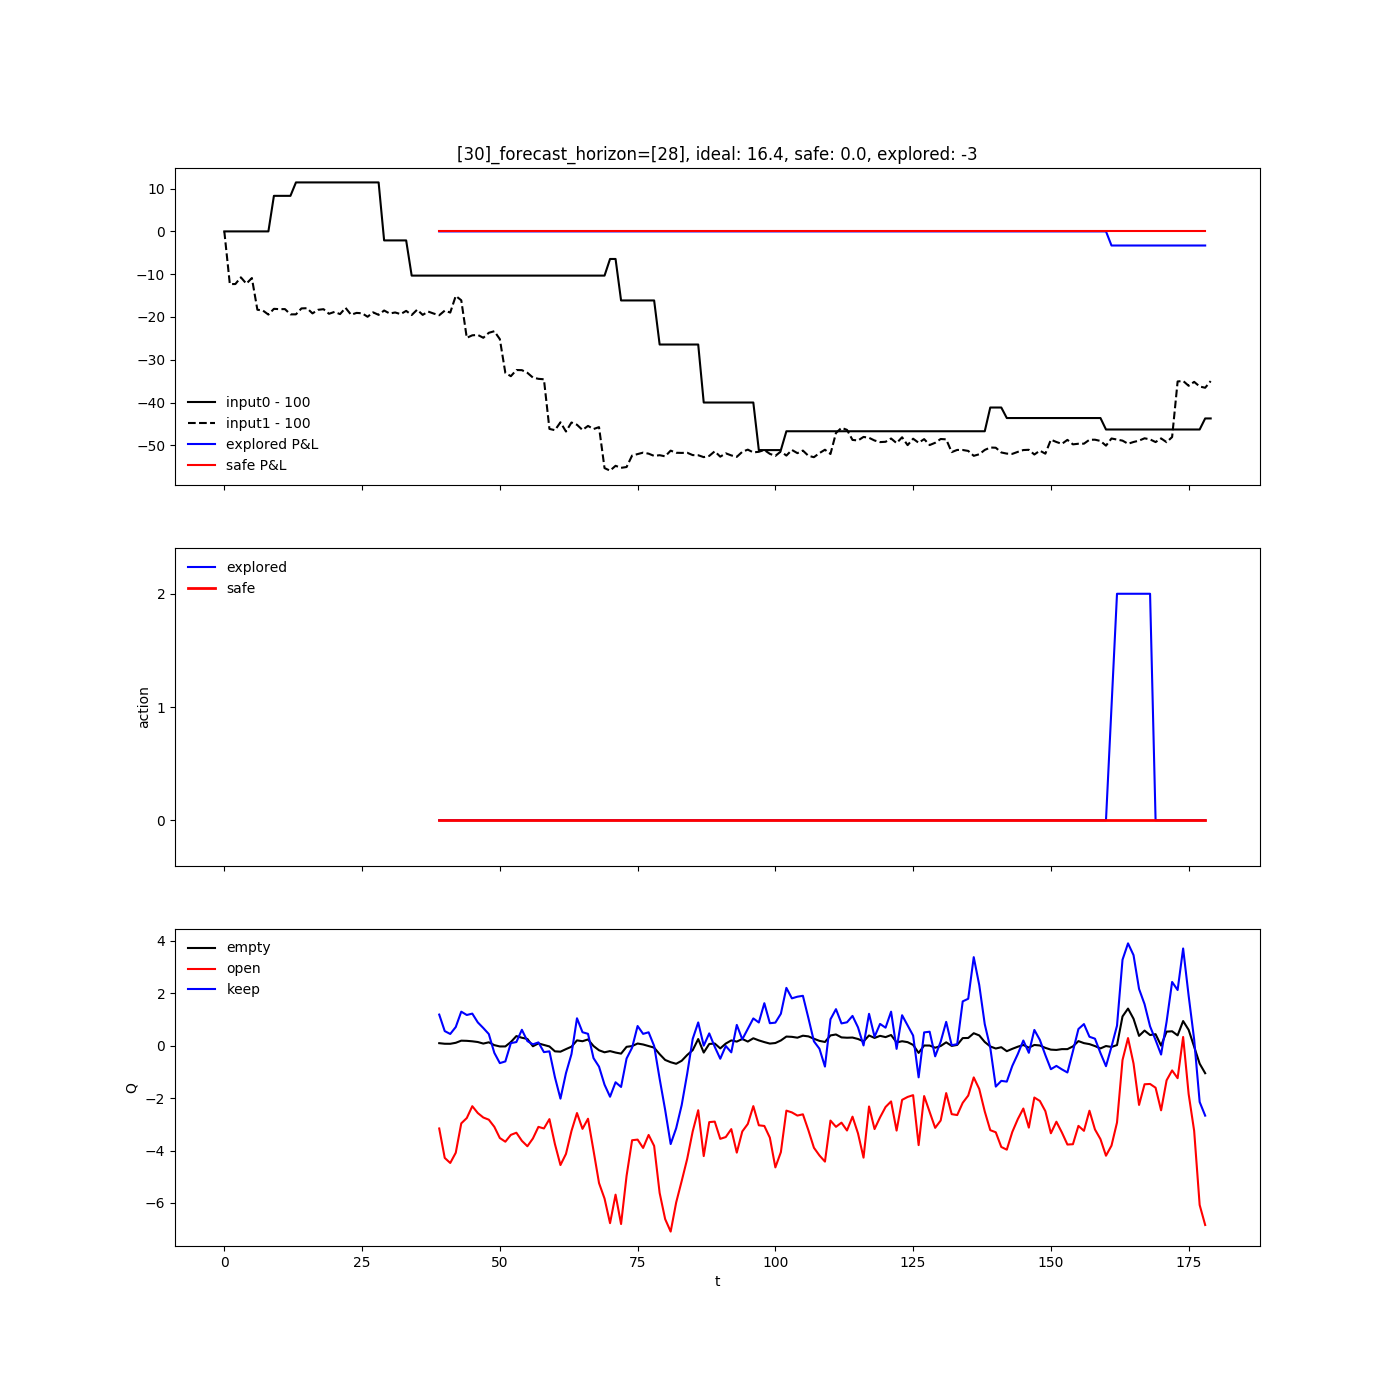 [30]_forecast_horizon=[28], ideal: 16.4, safe: 0.0, explored: -3
10
0
−10
−20
−30
−40
−50
input0 - 100
input1 - 100
explored P&L
safe P&L
explored
safe
2
1
0
action
empty
open
keep
4
2
0
−2
−4
−6
Q
0 25 50 75 100 125 150 175
t